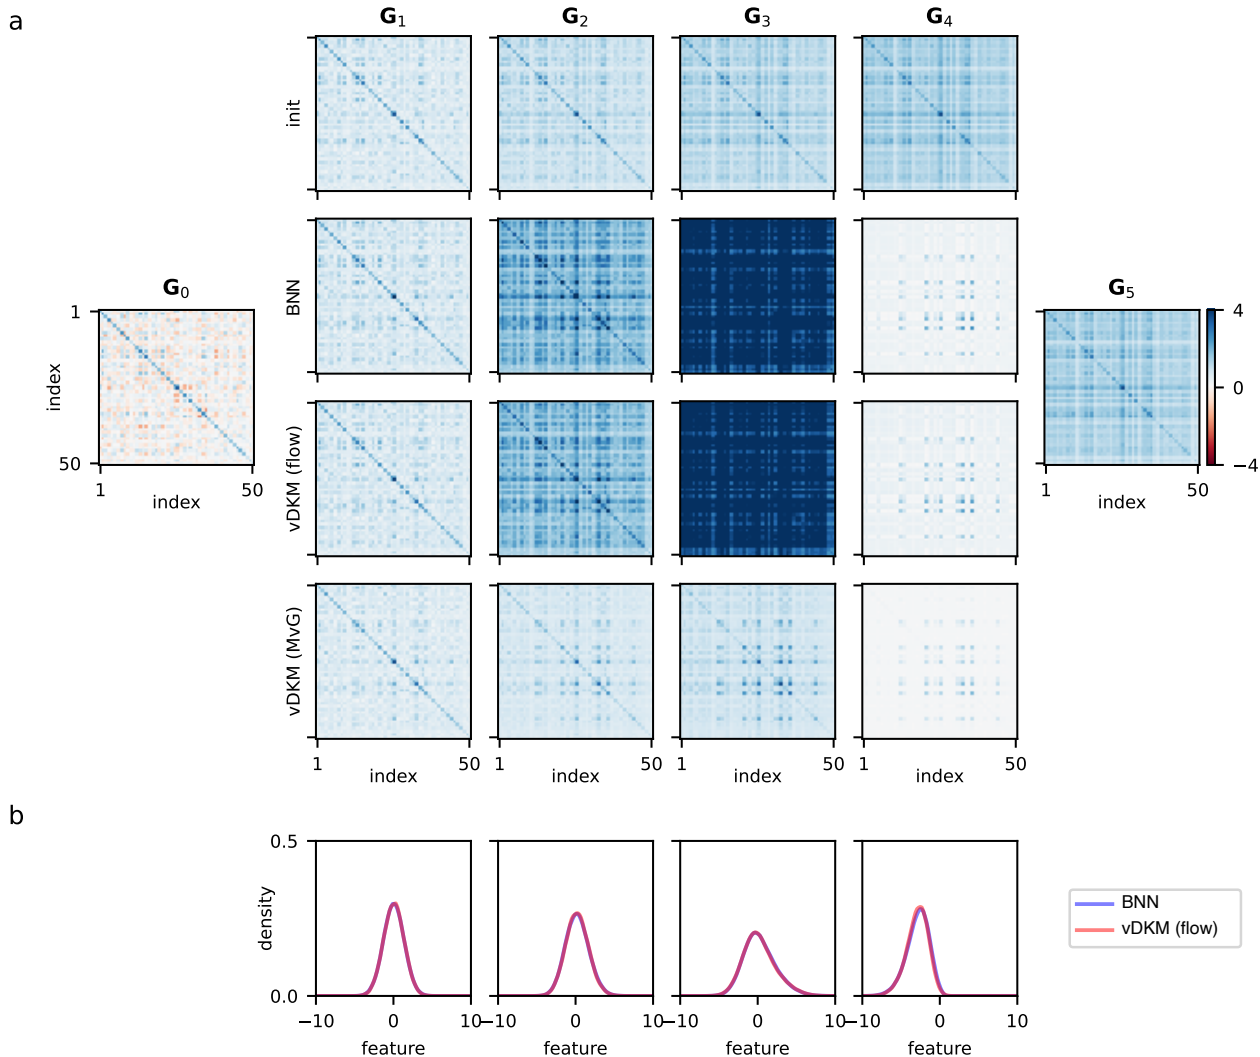 a
G1 G2 G3 G4
init
BNN
G0
1
index
50
1 50
index
vDKM (flow)
G5
4
0
−4
1 50
index
vDKM (MvG)
1 50 1 50 1 50 1 50
index index index index
b
0.5
density
0.0
−10 0 10 −10 0 10 −10 0 10 −10 0 10
feature feature feature feature
BNN
vDKM (flow)